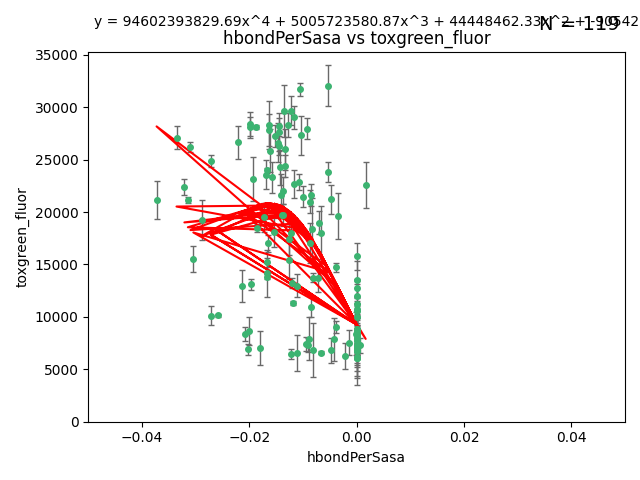 y = 94602393829.69x^4 + 5005723580.87x^3 + 44448462.33x^2 +
N = 119
hbondPerSasa vs toxgreen_fluor
35000
30000
25000
20000
15000
10000
5000
0
toxgreen_fluor
−0.04
−0.02
0.00
0.02
0.04
hbondPerSasa